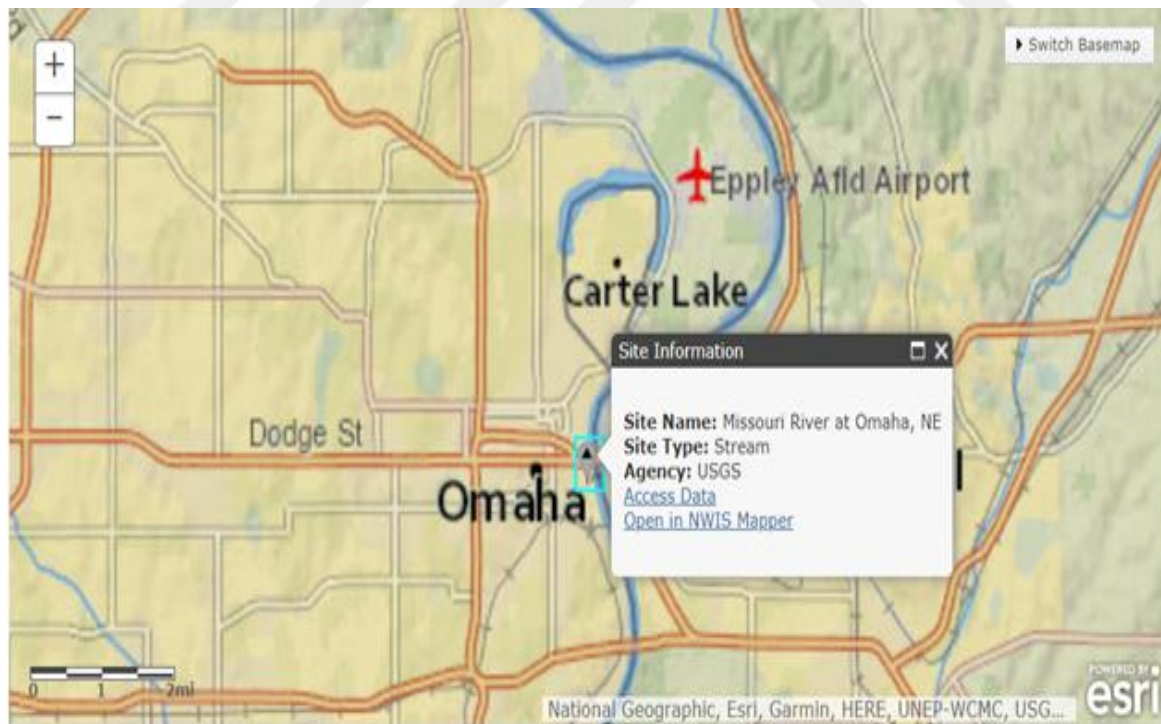 +
−
Switch Basemap
Eppley Afld Airport
Carter Lake
Site Information
Site Name: Missouri River at Omaha, NE
Site Type: Stream
Agency: USGS
Access Data
Open in NWIS Mapper
Dodge St
Omaha
0 1 2mi
National Geographic, Esri, Garmin, HERE, UNEP-WCMC, USG...
POWERED BY
esri